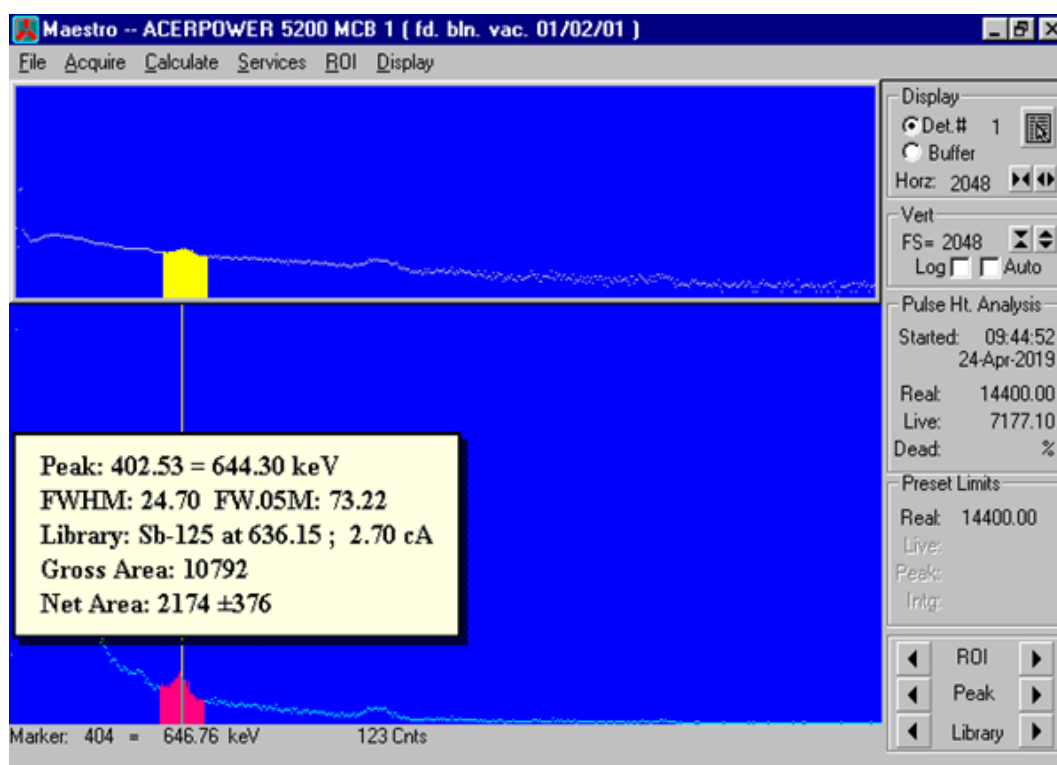 Maestro -- ACERPOWER 5200 MCB 1 ( fd. bln. vac. 01/02/01 )
File Acquire Calculate Services ROI Display
Display
Det.# 1
Buffer
Horz: 2048
Vert
FS= 2048
Log Auto
Pulse Ht. Analysis
Started: 09:44:52
24-Apr-2019
Real: 14400.00
Live: 7177.10
Dead: %
Preset Limits
Real: 14400.00
Live:
Peak:
Intg:
ROI
Peak
Library
Peak: 402.53 = 644.30 keV
FWHM: 24.70 FW.05M: 73.22
Library: Sb-125 at 636.15 ; 2.70 cA
Gross Area: 10792
Net Area: 2174 ±376
Marker: 404 = 646.76 keV 123 Cnts